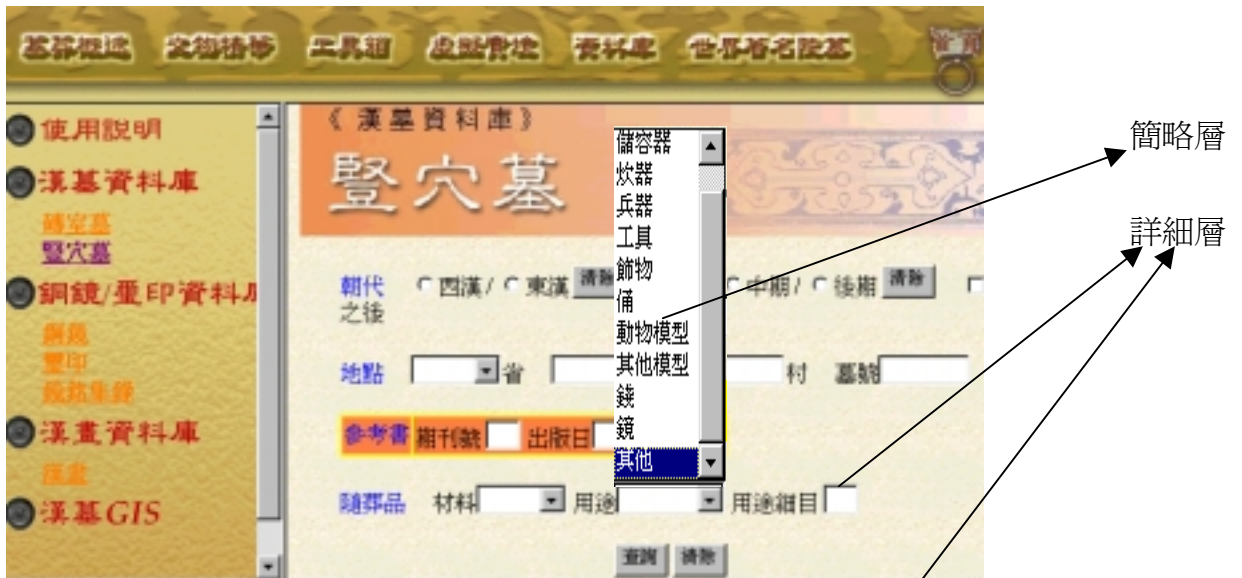 墓葬概述 文物精華 工具箱 虛擬實境 資料庫 世界著名陵墓 首頁
使用說明
漢墓資料庫
磚室墓
豎穴墓
銅鏡/璽印資料庫
銅鏡
璽印
漢畫資料庫
漢畫
漢墓GIS
《漢墓資料庫》
豎穴墓
儲容器
炊器
兵器
工具
飾物
俑
動物模型
其他模型
錢
鏡
其他
朝代 西漢/ 東漢 清除 中期/ 後期 清除
之後
地點 省 村 墓號
參考書 期刊號 出版日
隨葬品 材料 用途 用途細目
查詢 清除
簡略層
詳細層